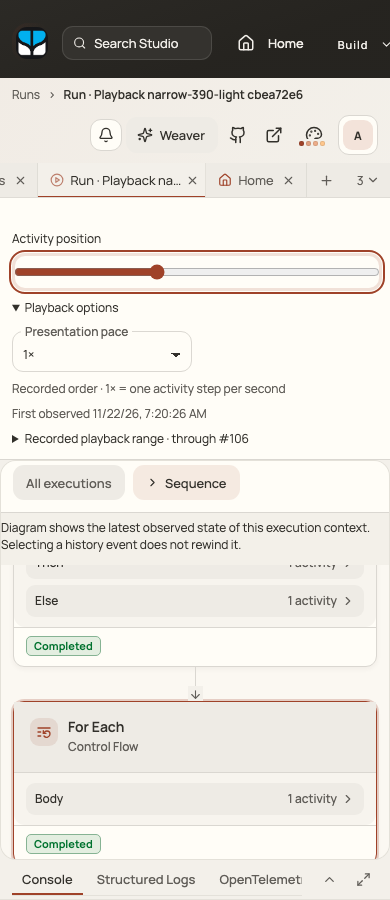 Search Studio
Home
Build
Runs > Run · Playback narrow-390-light cbea72e6
Weaver
A
s
Run · Playback na...
Home
3
Activity position
Playback options
Presentation pace
1×
Recorded order · 1× = one activity step per second
First observed 11/22/26, 7:20:26 AM
Recorded playback range · through #106
All executions
Sequence
Diagram shows the latest observed state of this execution context.
Selecting a history event does not rewind it.
Then 1 activity
Else 1 activity
Completed
For Each
Control Flow
Body 1 activity
Completed
Console
Structured Logs
OpenTelemet